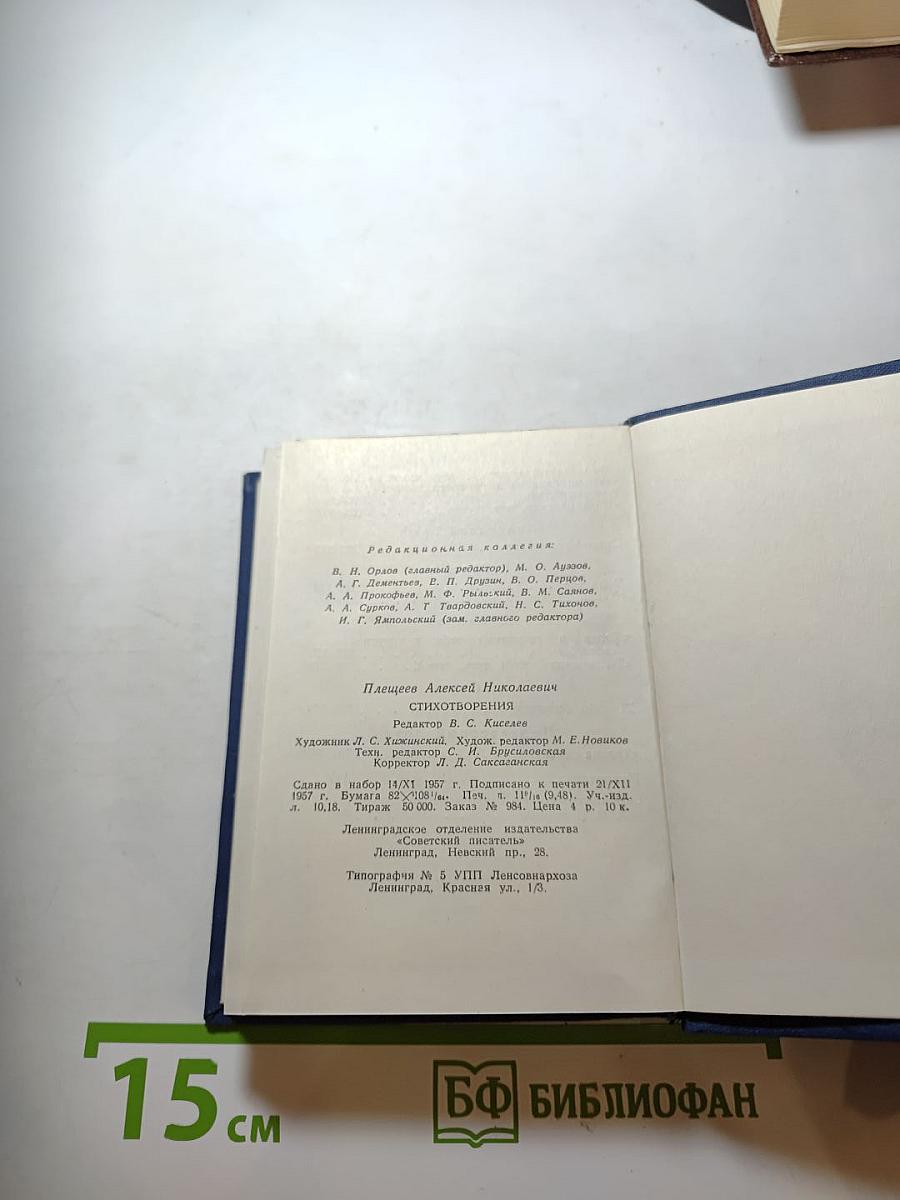 Редакционная коллегия:
В. Н. Орлов (главный редактор), М. О. Ауэзов,
А. Г. Дементьев, Е. П. Друзин, В. О. Перцов,
А. А. Прокофьев, М. Ф. Рыльский, В. М. Саянов,
А. А. Сурков, А. Т Твардовский, Н. С. Тихонов,
И. Г. Ямпольский (зам. главного редактора)
Плещеев Алексей Николаевич
СТИХОТВОРЕНИЯ
Редактор В. С. Киселев
Художник Л. С. Хижинский. Худож. редактор М. Е. Новиков
Техн. редактор С. И. Брусиловская
Корректор Л. Д. Саксаганская
Сдано в набор 14/XI 1957 г. Подписано к печати 21/XII
1957 г. Бумага 82×108 1/64. Печ. л. 11 9/16 (9,48). Уч.-изд.
л. 10,18. Тираж 50 000. Заказ № 984. Цена 4 р. 10 к.
Ленинградское отделение издательства
«Советский писатель»
Ленинград, Невский пр., 28.
Типография № 5 УПП Ленсовнархоза
Ленинград, Красная ул., 1/3.
15 см
БФ БИБЛИОФАН